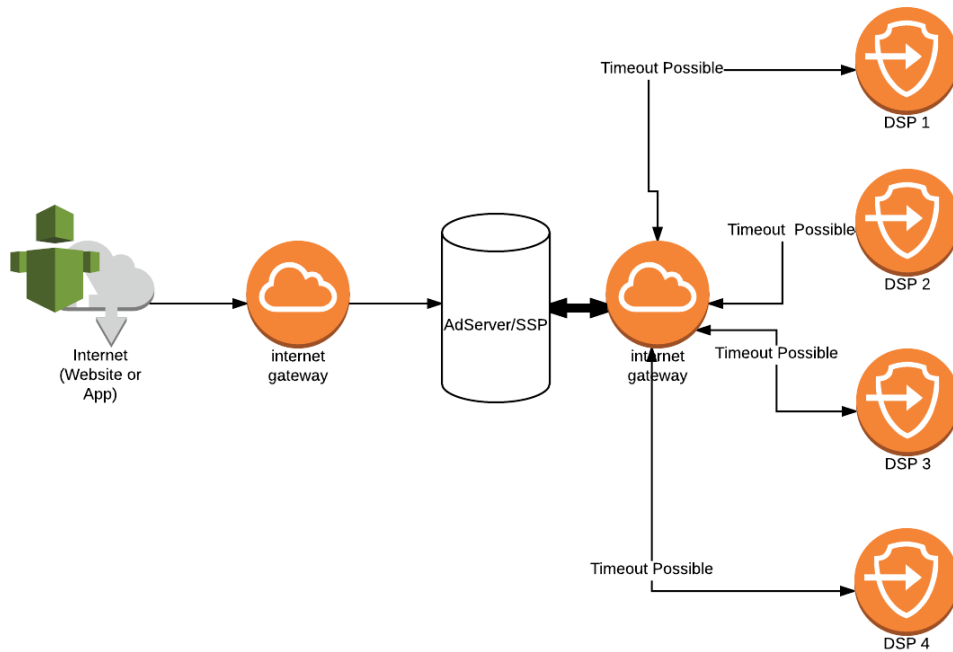 Timeout Possible
DSP 1
Timeout  Possible
DSP 2
AdServer/SSP
Internet
(Website or
App)
internet
gateway
internet
gateway
Timeout Possible
DSP 3
Timeout Possible
DSP 4